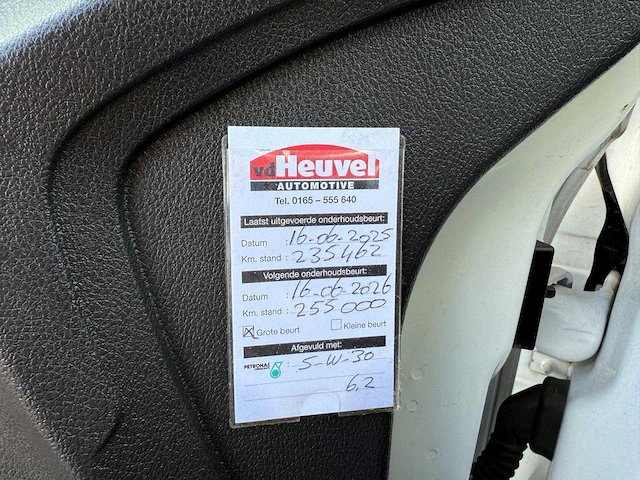 vd Heuvel
AUTOMOTIVE
Tel. 0165 – 555 640
Laatst uitgevoerde onderhoudsbeurt:
Datum : 16-06-2025
Km. stand : 235462
Volgende onderhoudsbeurt:
Datum : 16-06-2026
Km. stand : 255000
Grote beurt Kleine beurt
Afgevuld met:
PETRONAS : 5-W-30
6,2